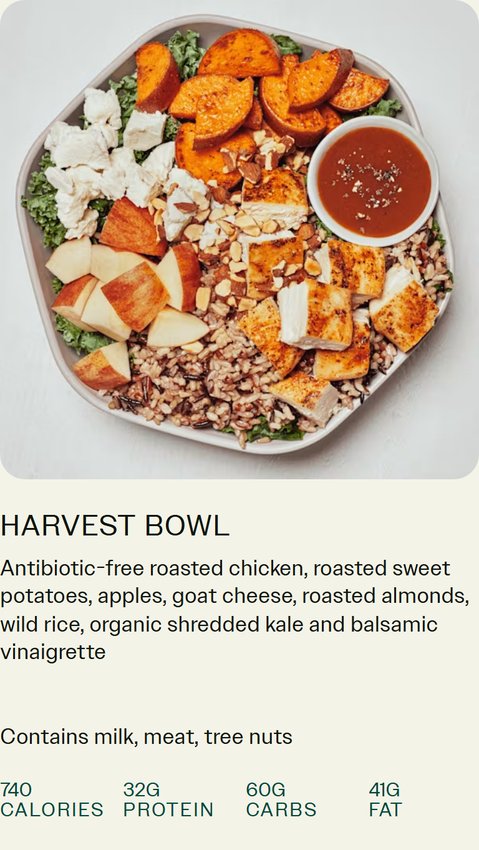 HARVEST BOWL
Antibiotic-free roasted chicken, roasted sweet
potatoes, apples, goat cheese, roasted almonds,
wild rice, organic shredded kale and balsamic
vinaigrette
Contains milk, meat, tree nuts
740 32G 60G 41G
CALORIES PROTEIN CARBS FAT